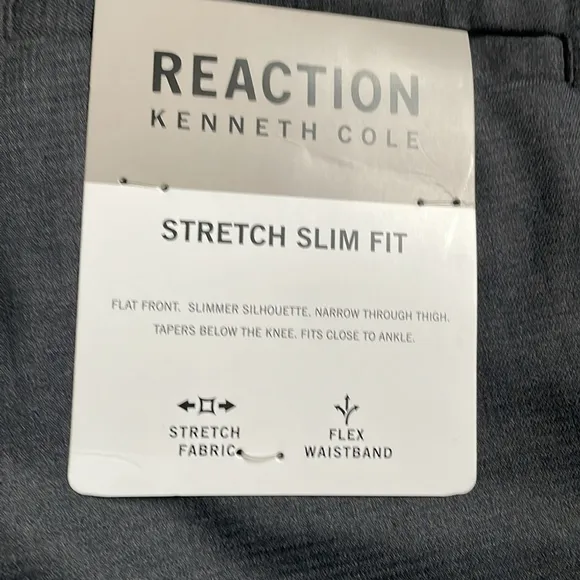 REACTION
KENNETH COLE
STRETCH SLIM FIT
FLAT FRONT. SLIMMER SILHOUETTE. NARROW THROUGH THIGH.
TAPERS BELOW THE KNEE. FITS CLOSE TO ANKLE.
STRETCH
FABRIC
FLEX
WAISTBAND